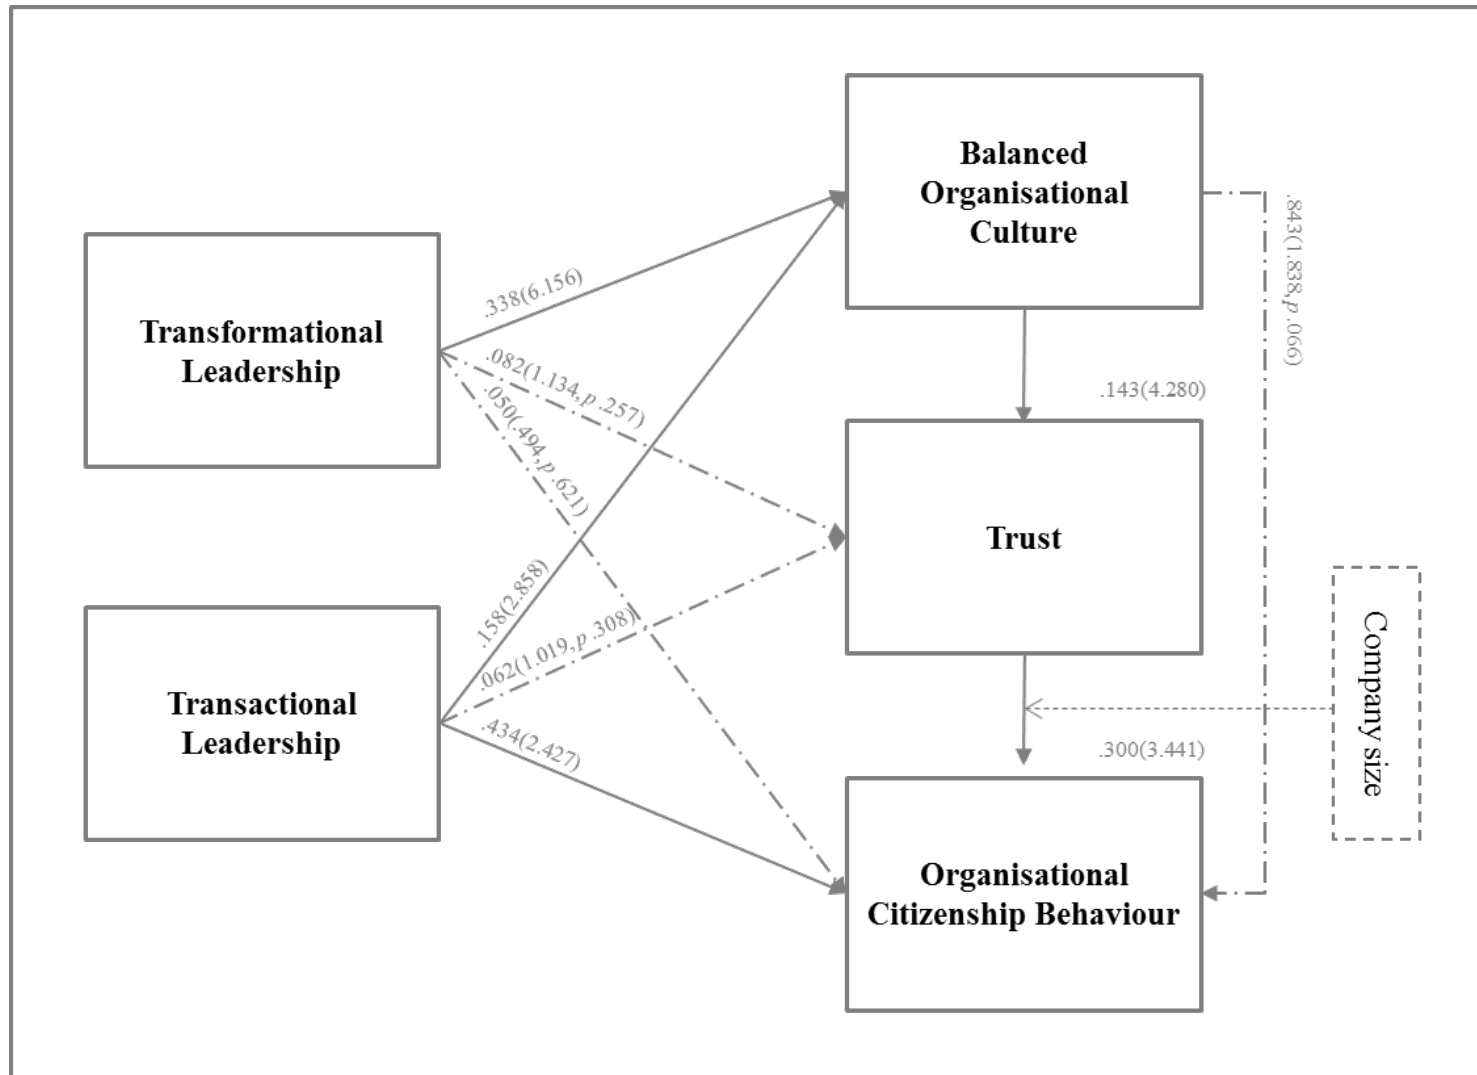 Balanced
Organisational
Culture
Transformational
Leadership
.338(6.156)
.082(1.134, p .257)
.050(.494, p .621)
.843(1.838, p .066)
.143(4.280)
Trust
.158(2.858)
.062(1.019, p .308)
.434(2.427)
Transactional
Leadership
Company size
.300(3.441)
Organisational
Citizenship Behaviour